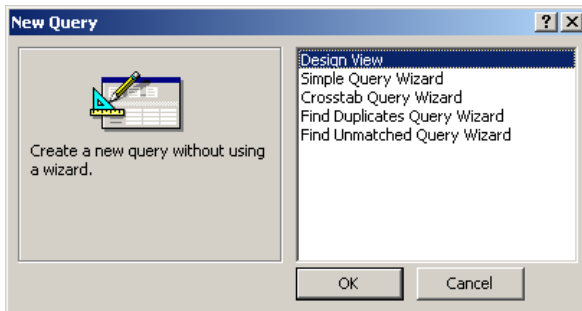 New Query
Create a new query without using
a wizard.
Design View
Simple Query Wizard
Crosstab Query Wizard
Find Duplicates Query Wizard
Find Unmatched Query Wizard
OK
Cancel